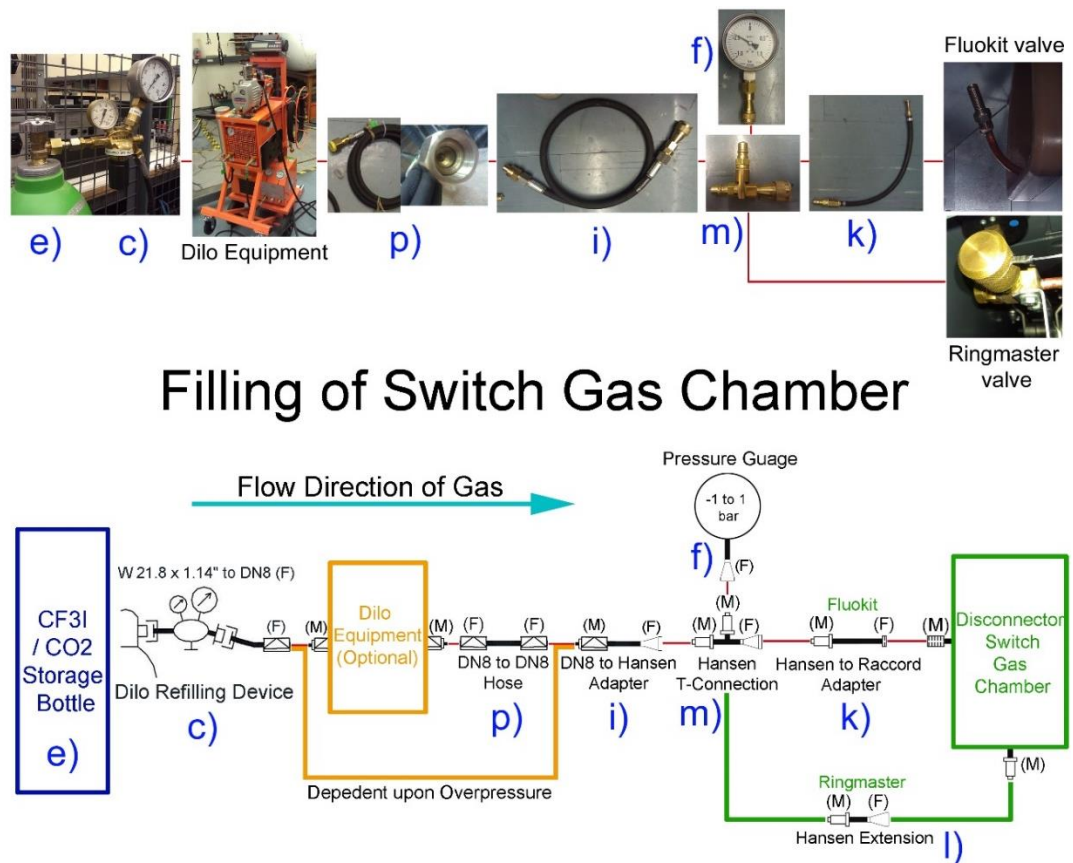 f)
Fluokit valve
e)
c)
Dilo Equipment
p)
i)
m)
k)
Ringmaster
valve
Filling of Switch Gas Chamber
Flow Direction of Gas
Pressure Guage
-1 to 1
bar
f)
(F)
(M)
W 21.8 x 1.14" to DN8 (F)
CF3I
/ CO2
Storage
Bottle
e)
Dilo Refilling Device
c)
(F)
(M)
Dilo
Equipment
(Optional)
(M)
(F)
(F)
DN8 to DN8
Hose
p)
(M)
(F)
DN8 to Hansen
Adapter
i)
(M)
(F)
Hansen
T-Connection
m)
Fluokit
(M)
(F)
Hansen to Raccord
Adapter
k)
(M)
Disconnector
Switch
Gas
Chamber
(M)
Depedent upon Overpressure
Ringmaster
(M)
(F)
Hansen Extension
l)